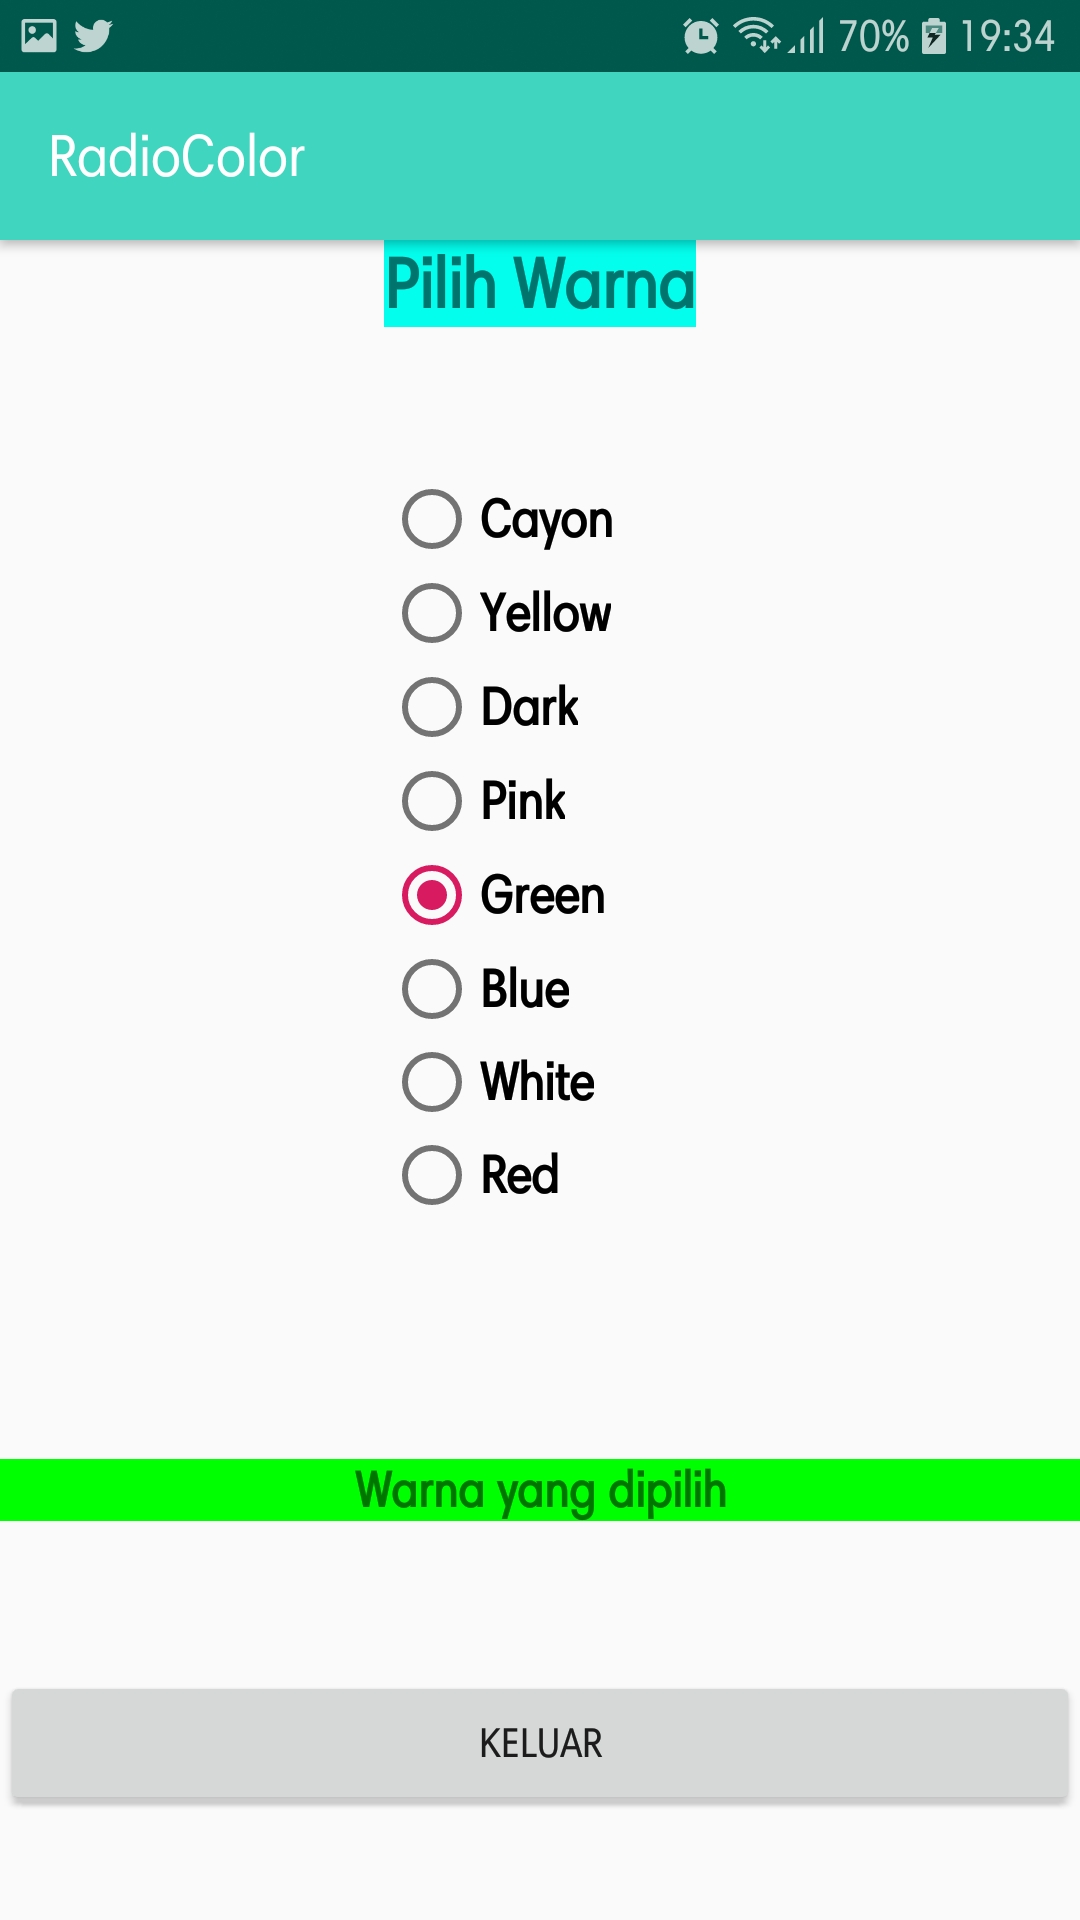 70% 19:34
RadioColor
Pilih Warna
Cayon
Yellow
Dark
Pink
Green
Blue
White
Red
Warna yang dipilih
KELUAR